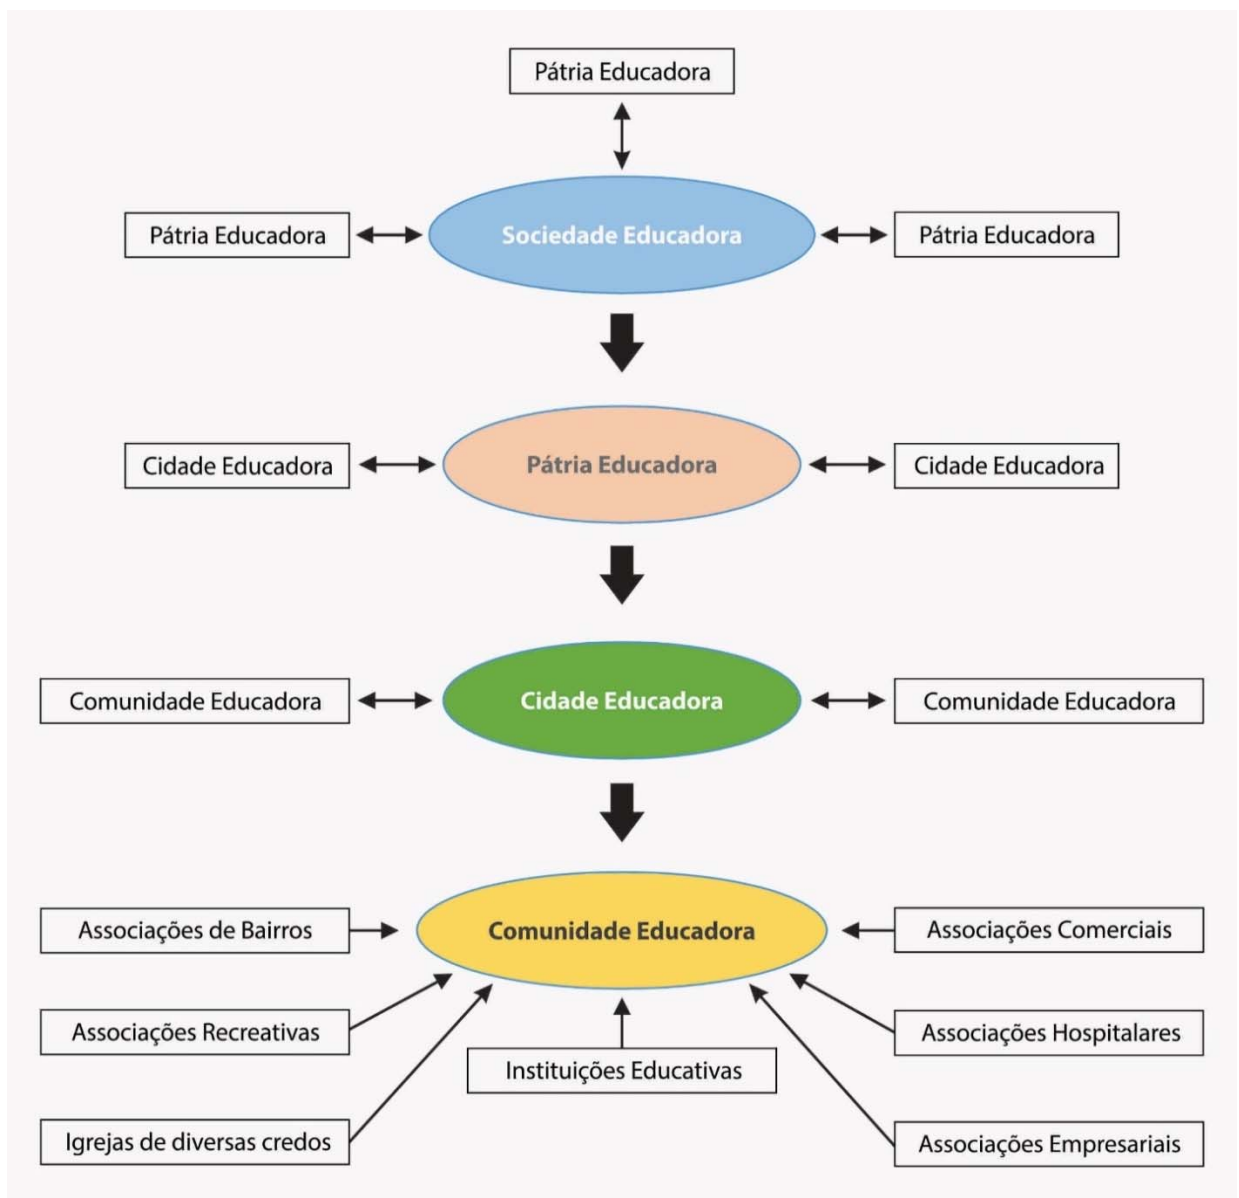 Pátria Educadora
Pátria Educadora
Sociedade Educadora
Pátria Educadora
Cidade Educadora
Pátria Educadora
Cidade Educadora
Comunidade Educadora
Cidade Educadora
Comunidade Educadora
Associações de Bairros
Comunidade Educadora
Associações Comerciais
Associações Recreativas
Associações Hospitalares
Instituições Educativas
Igrejas de diversas credos
Associações Empresariais